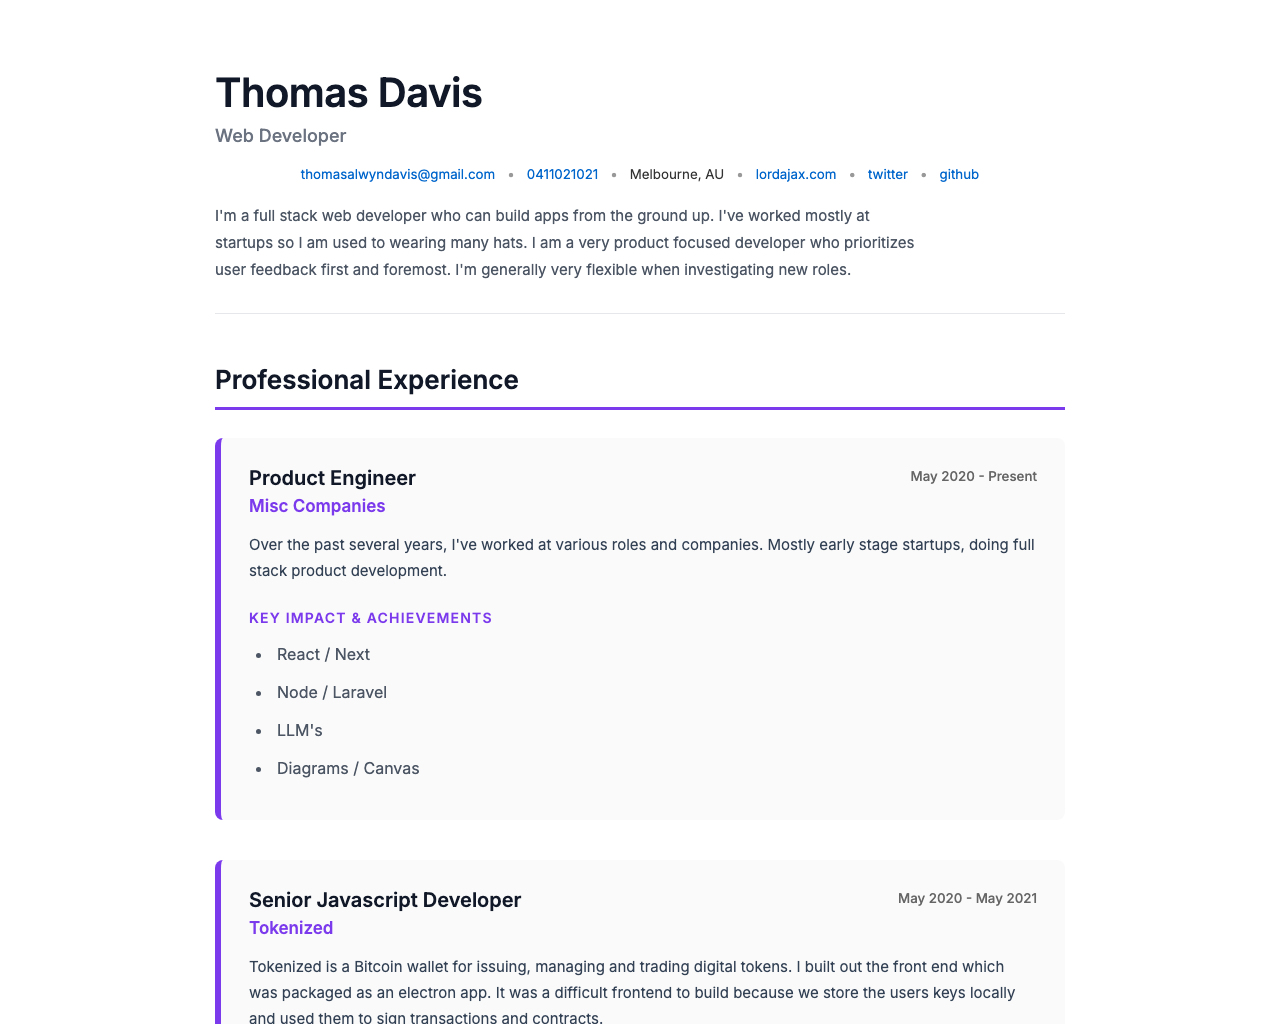 Thomas Davis
Web Developer
thomasalwyndavis@gmail.com • 0411021021 • Melbourne, AU • lordajax.com • twitter • github
I'm a full stack web developer who can build apps from the ground up. I've worked mostly at
startups so I am used to wearing many hats. I am a very product focused developer who prioritizes
user feedback first and foremost. I'm generally very flexible when investigating new roles.
Professional Experience
Product Engineer May 2020 - Present
Misc Companies
Over the past several years, I've worked at various roles and companies. Mostly early stage startups, doing full
stack product development.
KEY IMPACT & ACHIEVEMENTS
• React / Next
• Node / Laravel
• LLM's
• Diagrams / Canvas
Senior Javascript Developer May 2020 - May 2021
Tokenized
Tokenized is a Bitcoin wallet for issuing, managing and trading digital tokens. I built out the front end which
was packaged as an electron app. It was a difficult frontend to build because we store the users keys locally
and used them to sign transactions and contracts.